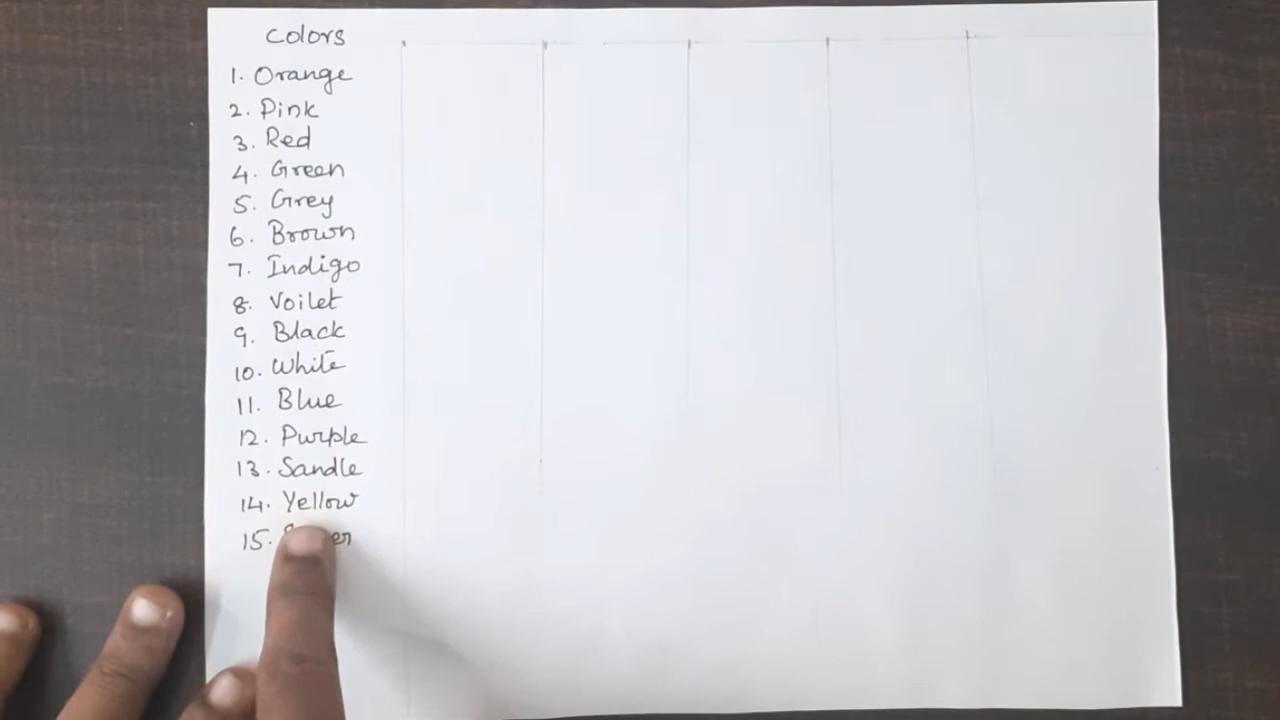 Colors
1. Orange
2. Pink
3. Red
4. Green
5. Grey
6. Brown
7. Indigo
8. Voilet
9. Black
10. White
11. Blue
12. Purple
13. Sandle
14. Yellow
15.